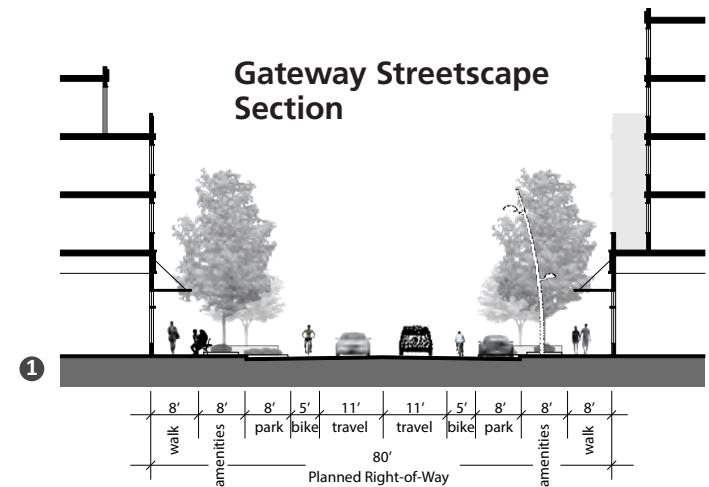 Gateway Streetscape
Section
1
8’ 8’ 8’ 5’ 11’ 11’ 5’ 8’ 8’ 8’
walk amenities park bike travel travel bike park amenities walk
80’
Planned Right-of-Way